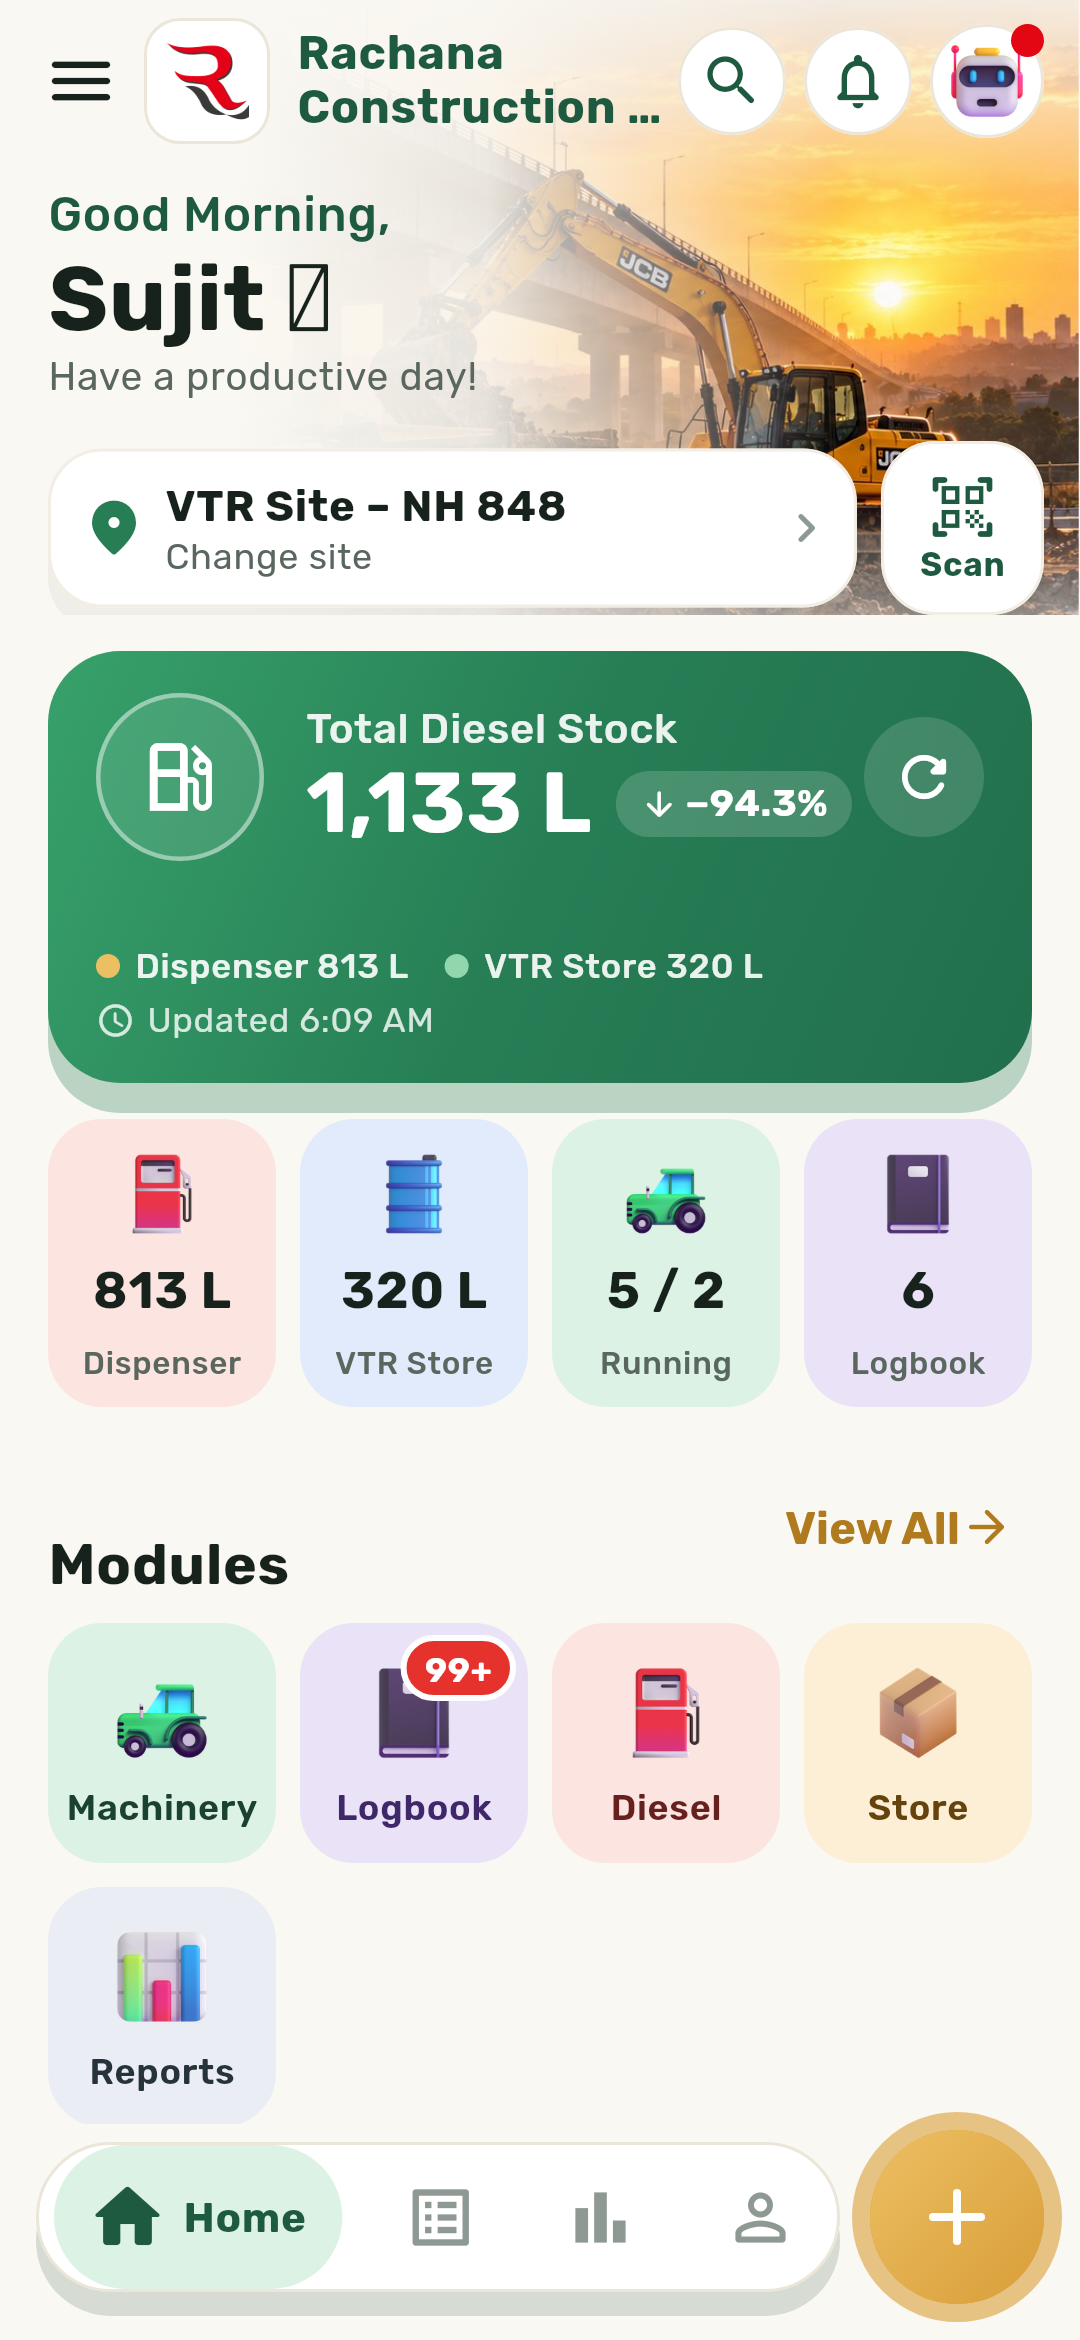 Rachana
Construction ...
Good Morning,
Sujit
Have a productive day!
JCB
VTR Site – NH 848
Change site
Scan
Total Diesel Stock
1,133 L
–94.3%
Dispenser 813 L
VTR Store 320 L
Updated 6:09 AM
813 L
320 L
5 / 2
6
Dispenser
VTR Store
Running
Logbook
View All
Modules
99+
Machinery
Logbook
Diesel
Store
Reports
Home